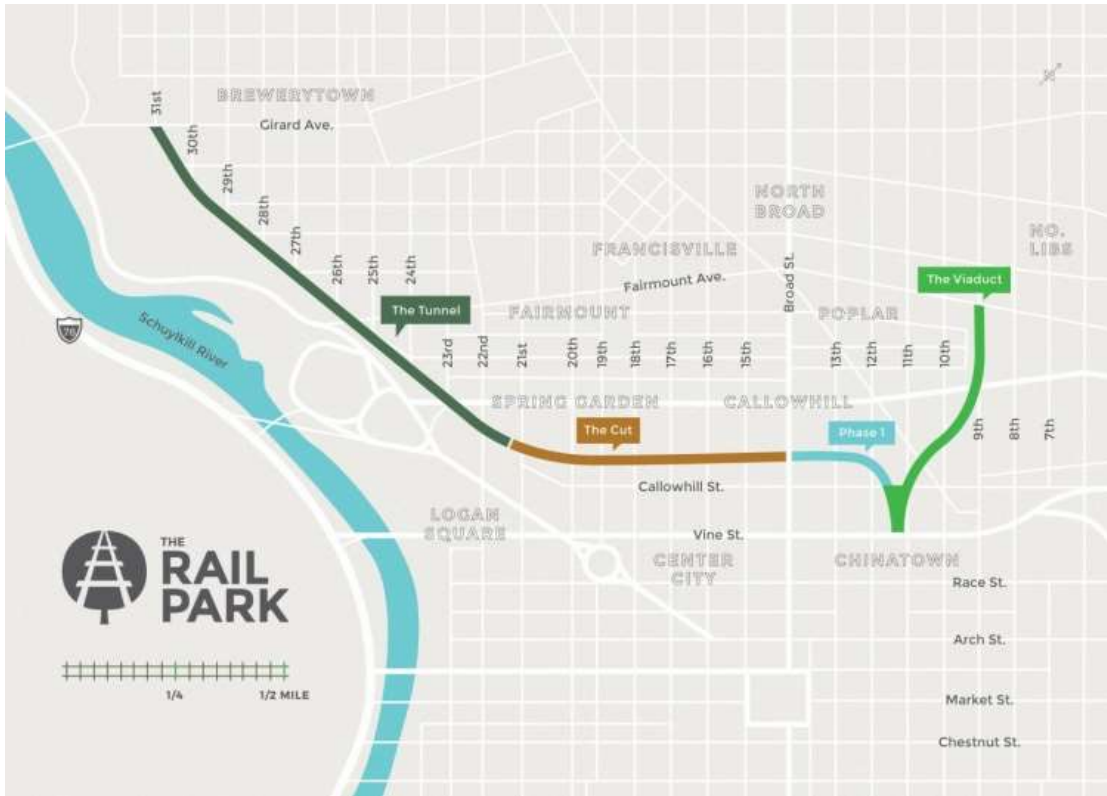 N
BREWERYTOWN
Girard Ave.
31st
30th
29th
28th
27th
26th
25th
24th
NORTH
BROAD
NO.
LIBS
FRANCISVILLE
Fairmount Ave.
Broad St.
The Viaduct
The Tunnel
FAIRMOUNT
POPLAR
70
Schuylkill River
23rd
22nd
21st
20th
19th
18th
17th
16th
15th
13th
12th
11th
10th
SPRING GARDEN
CALLOWHILL
The Cut
Phase 1
9th
8th
7th
Callowhill St.
LOGAN
SQUARE
Vine St.
CENTER
CITY
CHINATOWN
THE
RAIL
PARK
Race St.
Arch St.
1/4
1/2 MILE
Market St.
Chestnut St.